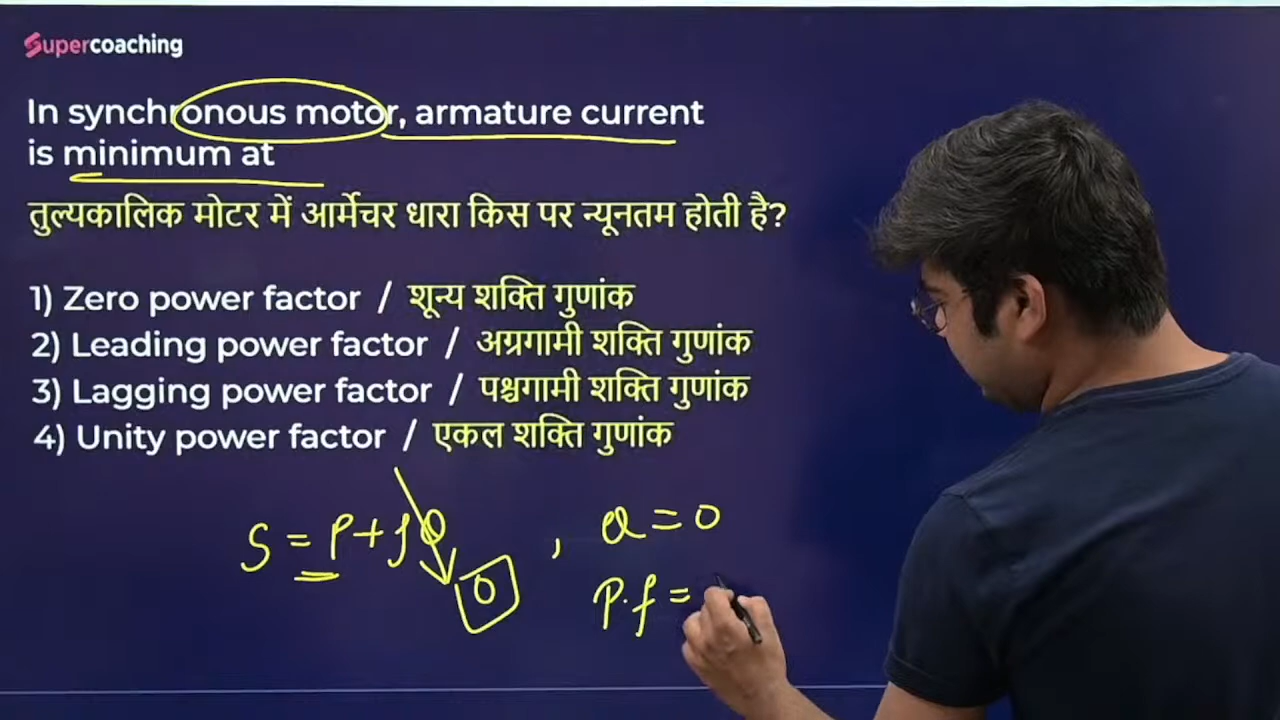 Supercoaching
In synchronous motor, armature current
is minimum at
तुल्यकालिक मोटर में आर्मेचर धारा किस पर न्यूनतम होती है?
1) Zero power factor / शून्य शक्ति गुणांक
2) Leading power factor / अग्रगामी शक्ति गुणांक
3) Lagging power factor / पश्चगामी शक्ति गुणांक
4) Unity power factor / एकल शक्ति गुणांक
S = P + jQ , Q = 0
0
P.f =